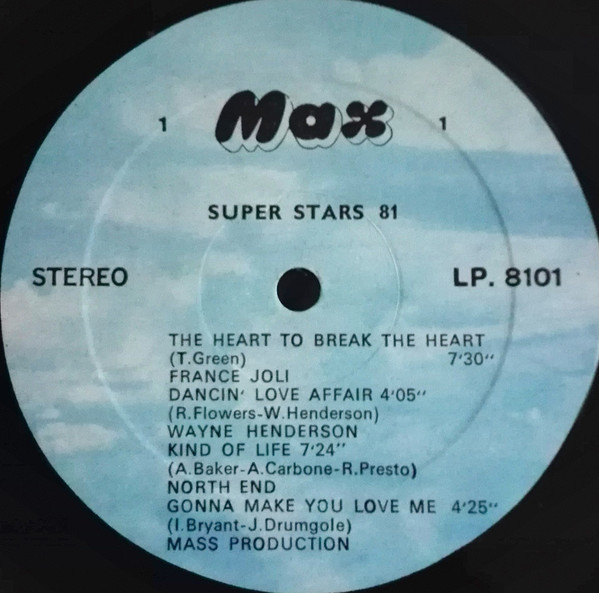 1 Max 1
SUPER STARS 81
STEREO LP. 8101
THE HEART TO BREAK THE HEART
(T.Green) 7'30"
FRANCE JOLI
DANCIN' LOVE AFFAIR 4'05"
(R.Flowers-W.Henderson)
WAYNE HENDERSON
KIND OF LIFE 7'24"
(A.Baker-A.Carbone-R.Presto)
NORTH END
GONNA MAKE YOU LOVE ME 4'25"
(I.Bryant-J.Drumgole)
MASS PRODUCTION